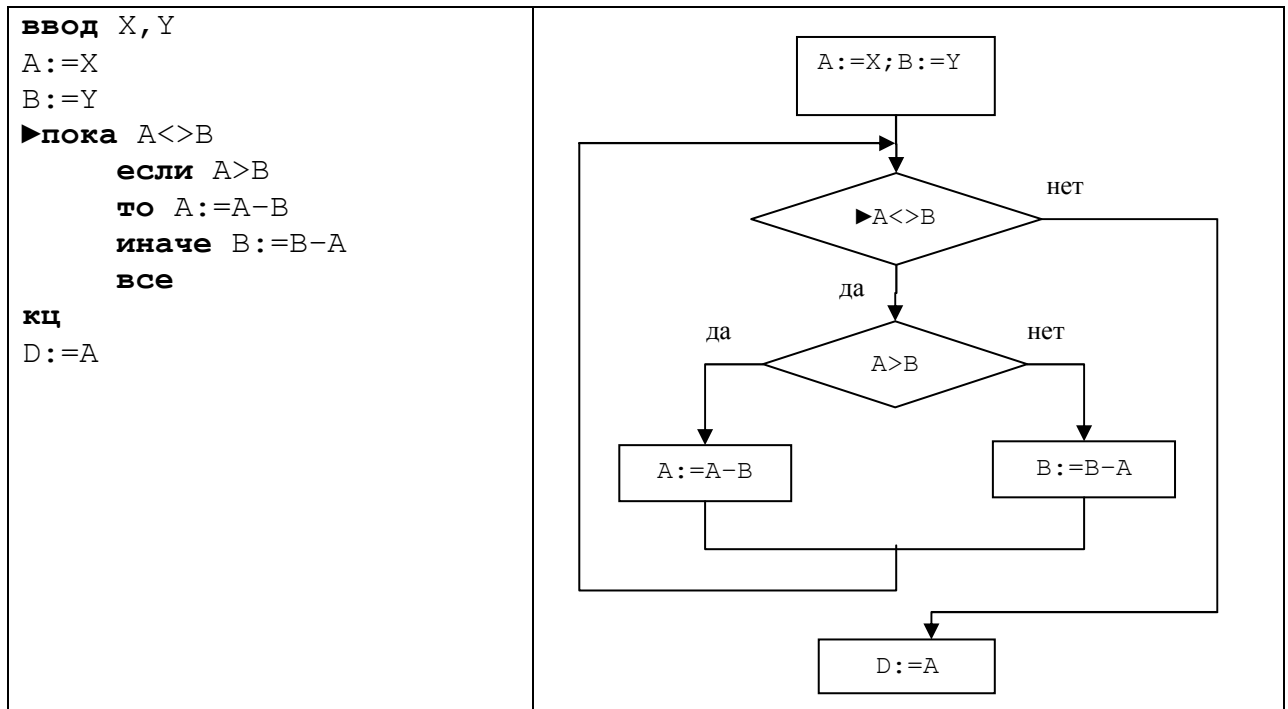 ввод X,Y
A:=X
B:=Y
►пока A<>B
если A>B
то A:=A-B
иначе B:=B-A
все
кц
D:=A
A:=X;B:=Y
нет
►A<>B
да
да
нет
A>B
A:=A-B
B:=B-A
D:=A